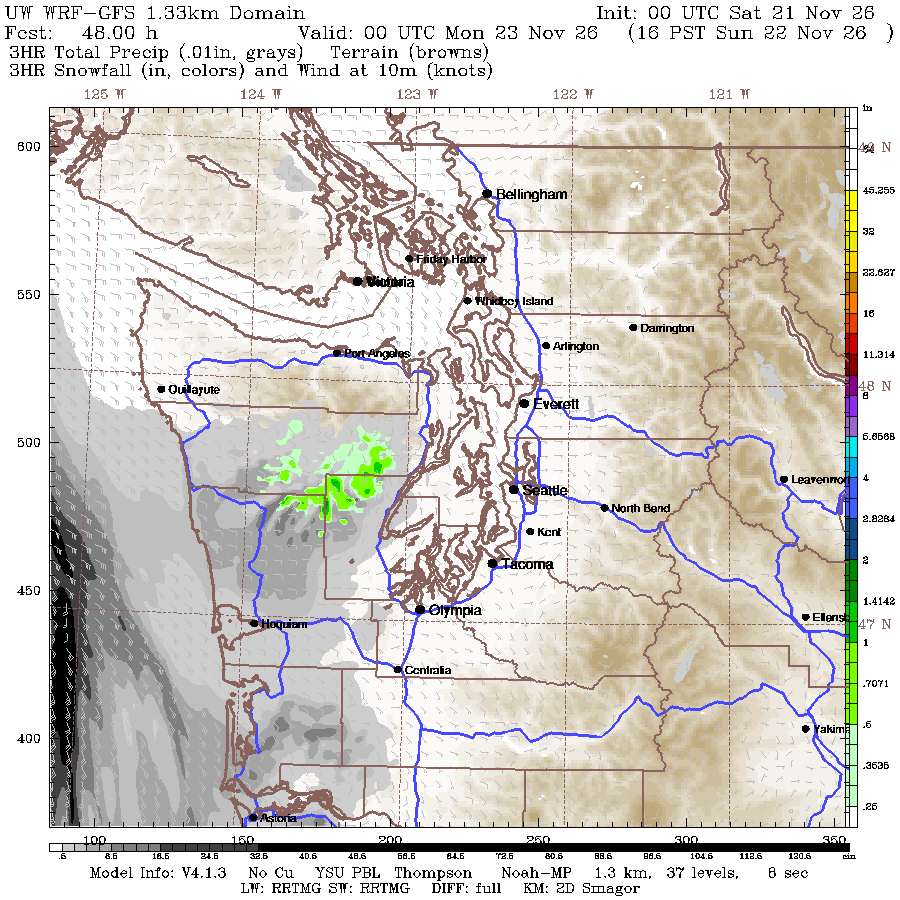 UW WRF-GFS 1.33km Domain Init: 00 UTC Sat 21 Nov 26
Fcst: 48.00 h Valid: 00 UTC Mon 23 Nov 26 (16 PST Sun 22 Nov 26 )
3HR Total Precip (.01in, grays) Terrain (browns)
3HR Snowfall (in, colors) and Wind at 10m (knots)
125 W 124 W 123 W 122 W 121 W
in
600
N
Bellingham
45.255
32
Friday Harbor
Victoria
22.627
550
Whidbey Island
16
Darrington
Arlington
Port Angeles
11.314
Quillayute
48 N
8
Everett
500
5.6568
Leavenwo
4
Seattle
North Bend
2.8284
Kent
2
Tacoma
450
1.4142
Olympia
Ellens
Hoquiam
47 N
1
Centralia
.7071
.5
Yakima
400
.3535
.25
Astoria
100 150 200 250 300 350
.5 8.5 16.5 24.5 32.5 40.5 48.5 56.5 64.5 72.5 80.5 88.5 96.5 104.5 112.5 120.5 cin
Model Info: V4.1.3 No Cu YSU PBL Thompson Noah-MP 1.3 km, 37 levels, 8 sec
LW: RRTMG SW: RRTMG DIFF: full KM: 2D Smagor